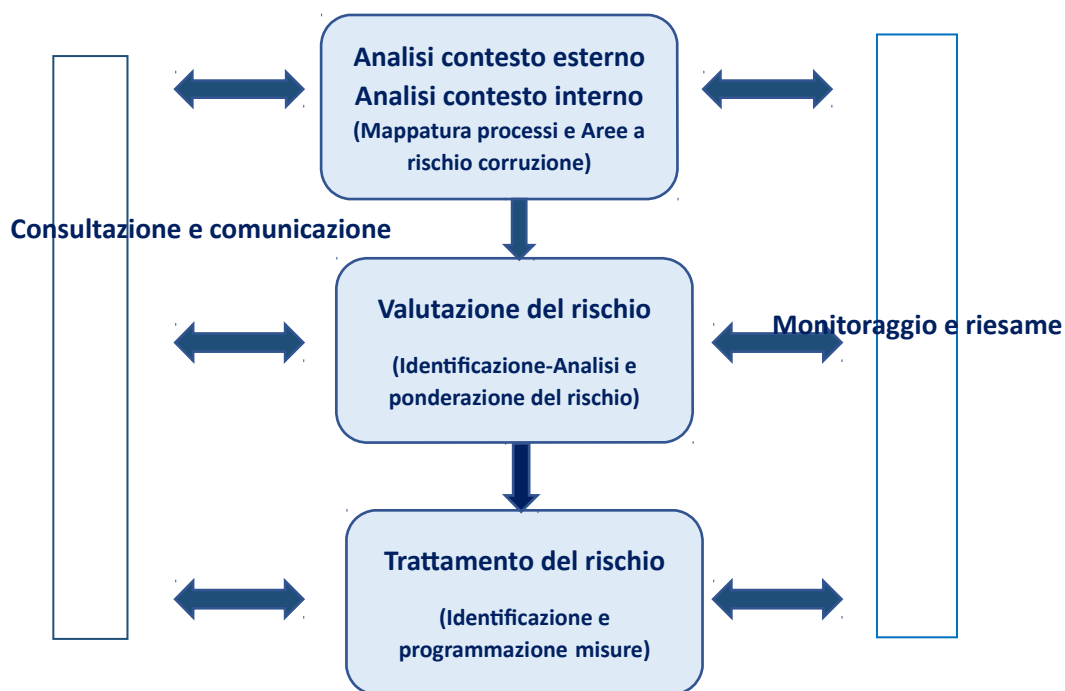 Analisi contesto esterno
Analisi contesto interno
(Mappatura processi e Aree a
rischio corruzione)
Consultazione e comunicazione
Valutazione del rischio
(Identificazione-Analisi e
ponderazione del rischio)
Monitoraggio e riesame
Trattamento del rischio
(Identificazione e
programmazione misure)